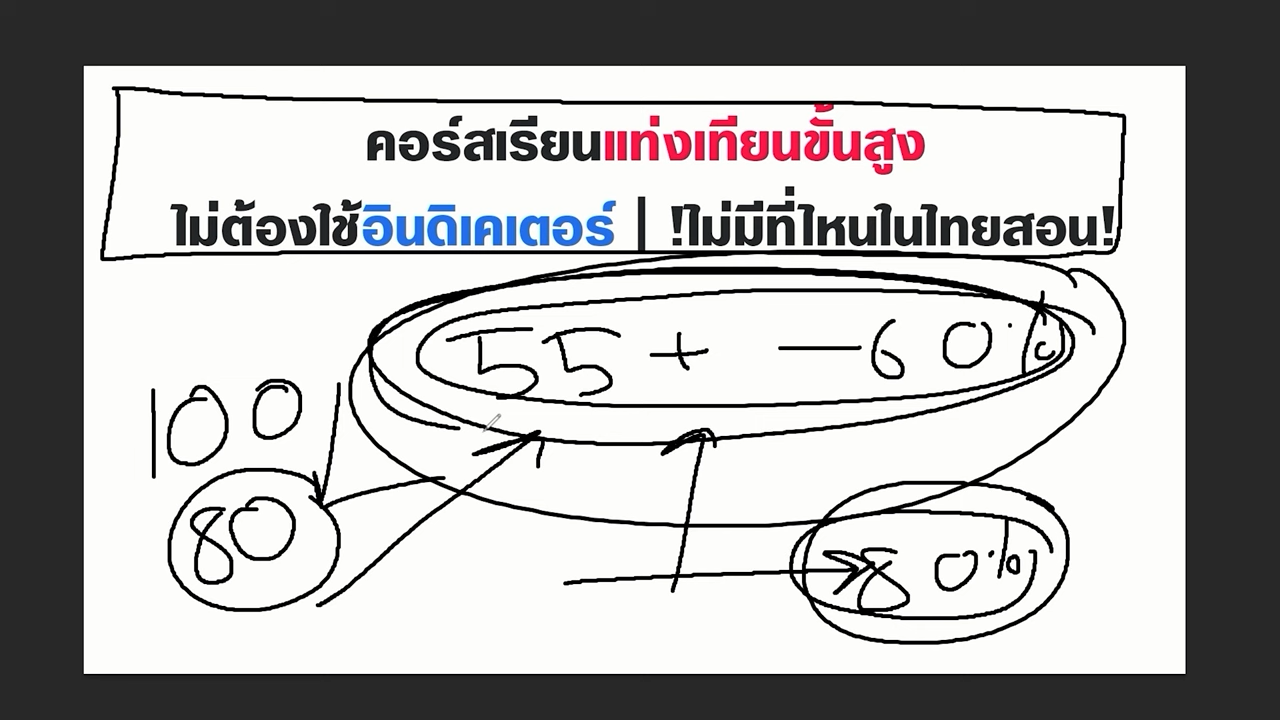 คอร์สเรียนแท่งเทียนขั้นสูง
ไม่ต้องใช้อินดิเคเตอร์ | !ไม่มีที่ไหนในไทยสอน!
55+ - 60%
100
80
80%